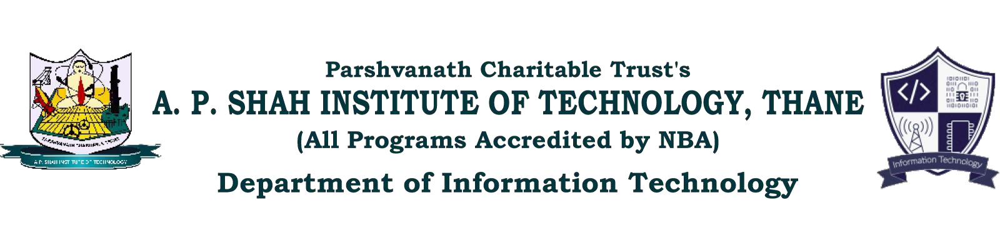 Parshvanath Charitable Trust's
A. P. SHAH INSTITUTE OF TECHNOLOGY, THANE
(All Programs Accredited by NBA)
Department of Information Technology
A.P. SHAH INSTITUTE OF TECHNOLOGY
Information Technology